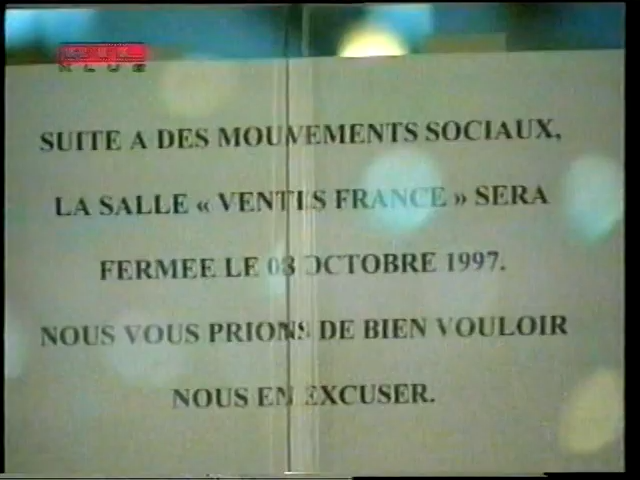 SUITE A DES MOUVEMENTS SOCIAUX,
LA SALLE « VENTES FRANCE » SERA
FERMEE LE 08 OCTOBRE 1997.
NOUS VOUS PRIONS DE BIEN VOULOIR
NOUS EN EXCUSER.